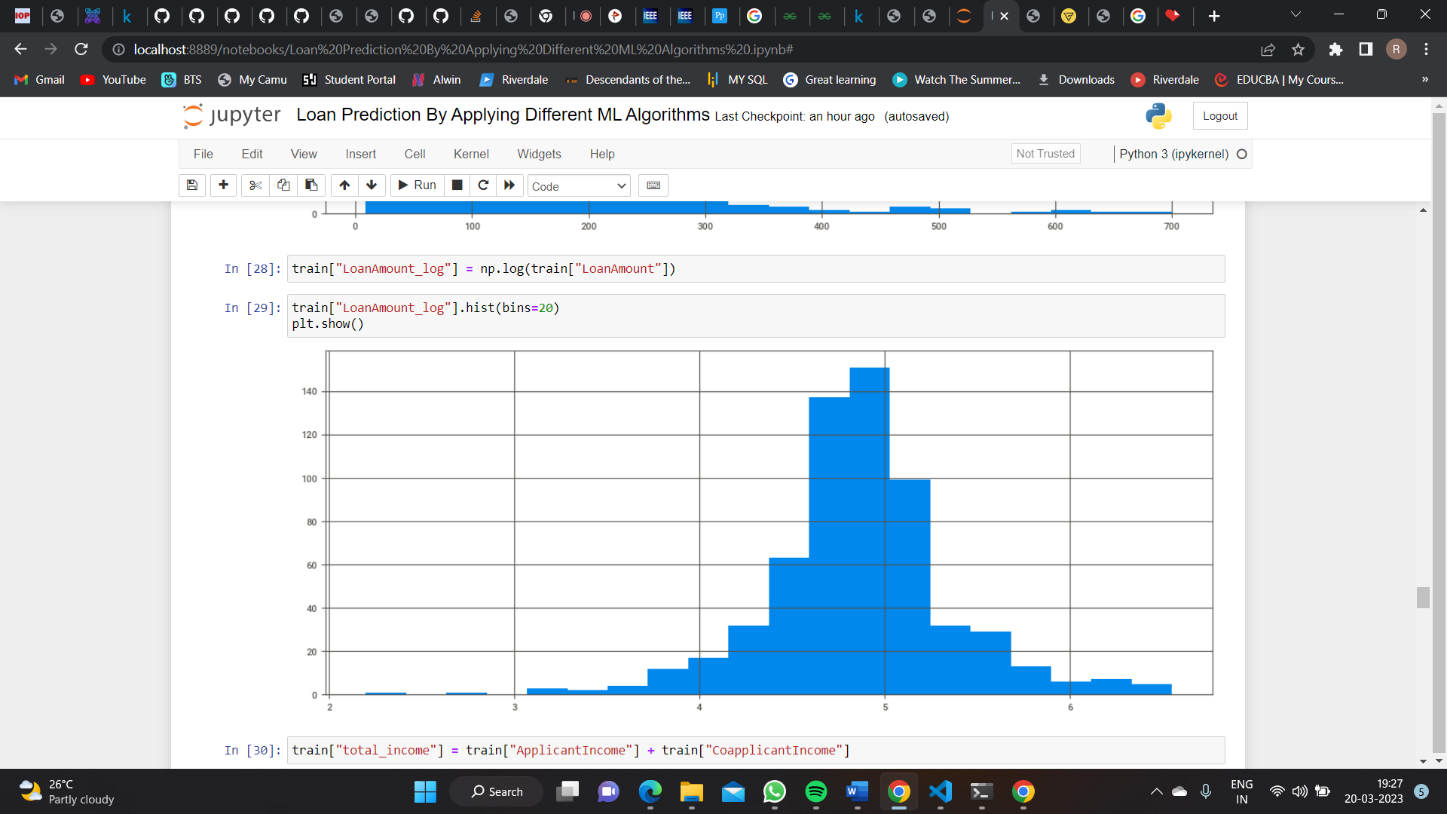 IOP
k
IEEE
IEEE
Pp
k
localhost:8889/notebooks/Loan%20Prediction%20By%20Applying%20Different%20ML%20Algorithms%20.ipynb#
R
Gmail
YouTube
BTS
My Camu
Student Portal
Alwin
Riverdale
Descendants of the...
MY SQL
Great learning
Watch The Summer...
Downloads
Riverdale
EDUCBA | My Cours...
»
jupyter
Loan Prediction By Applying Different ML Algorithms Last Checkpoint: an hour ago (autosaved)
Logout
File Edit View Insert Cell Kernel Widgets Help
Not Trusted
Python 3 (ipykernel)
Run
Code
0
0 100 200 300 400 500 600 700
In [28]: train["LoanAmount_log"] = np.log(train["LoanAmount"])
In [29]: train["LoanAmount_log"].hist(bins=20)
plt.show()
140
120
100
80
60
40
20
0
2 3 4 5 6
In [30]: train["total_income"] = train["ApplicantIncome"] + train["CoapplicantIncome"]
26°C
Partly cloudy
Search
ENG
IN
19:27
20-03-2023
5